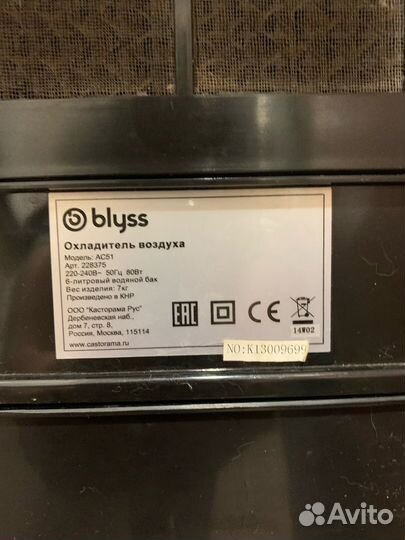 blyss
Охладитель воздуха
Модель: AC51
Арт. 228375
220-240В~ 50Гц 80Вт
6-литровый водяной бак
Вес изделия: 7кг
Произведено в КНР
ООО "Касторама Рус"
Дербеневская наб.,
дом 7, стр. 8,
Россия, Москва, 115114
www.castorama.ru
EAC
CE
14W02
NO:K13009699
Avito